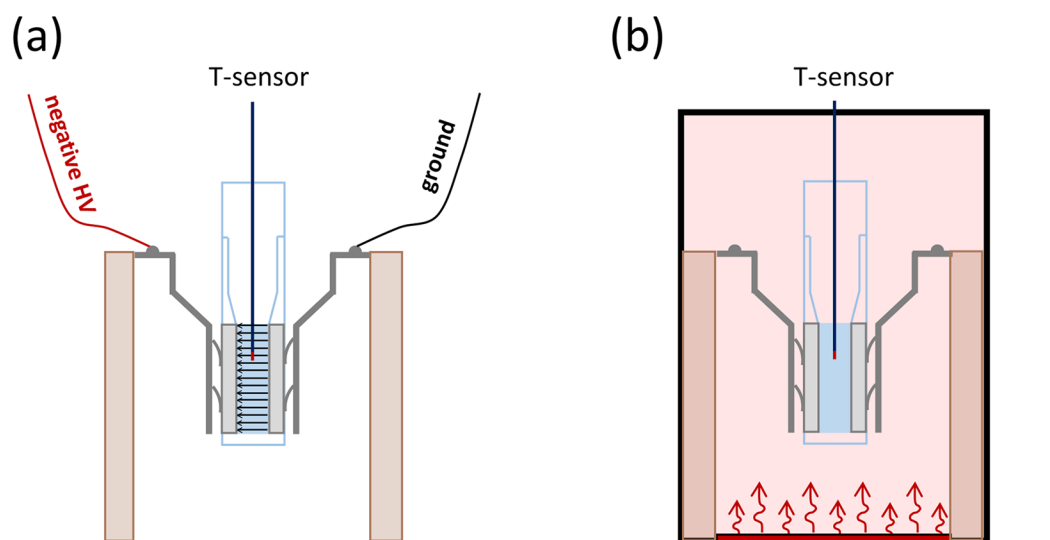 (a)
(b)
T-sensor
T-sensor
negative HV
ground